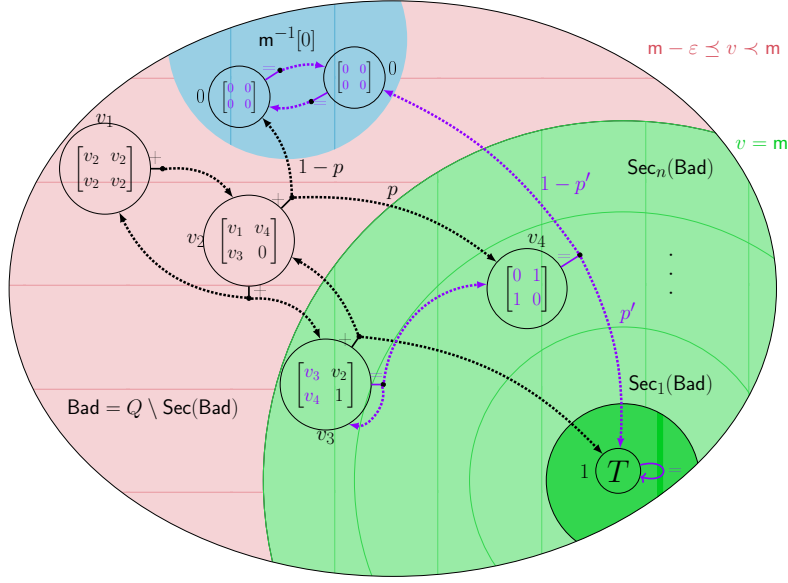 m⁻¹[0]
m − ε ⪯ v ≺ m
0
[0 0
0 0]
=
[0 0
0 0]
=
0
v₁
[v₂ v₂
v₂ v₂]
+
v = m
1 − p
Secₙ(Bad)
1 − p′
p
+
v₂
[v₁ v₄
v₃ 0]
+
v₄
[0 1
1 0]
=
⋮
p′
+
[v₃ v₂
v₄ 1]
=
v₃
Sec₁(Bad)
Bad = Q \ Sec(Bad)
1
T
=